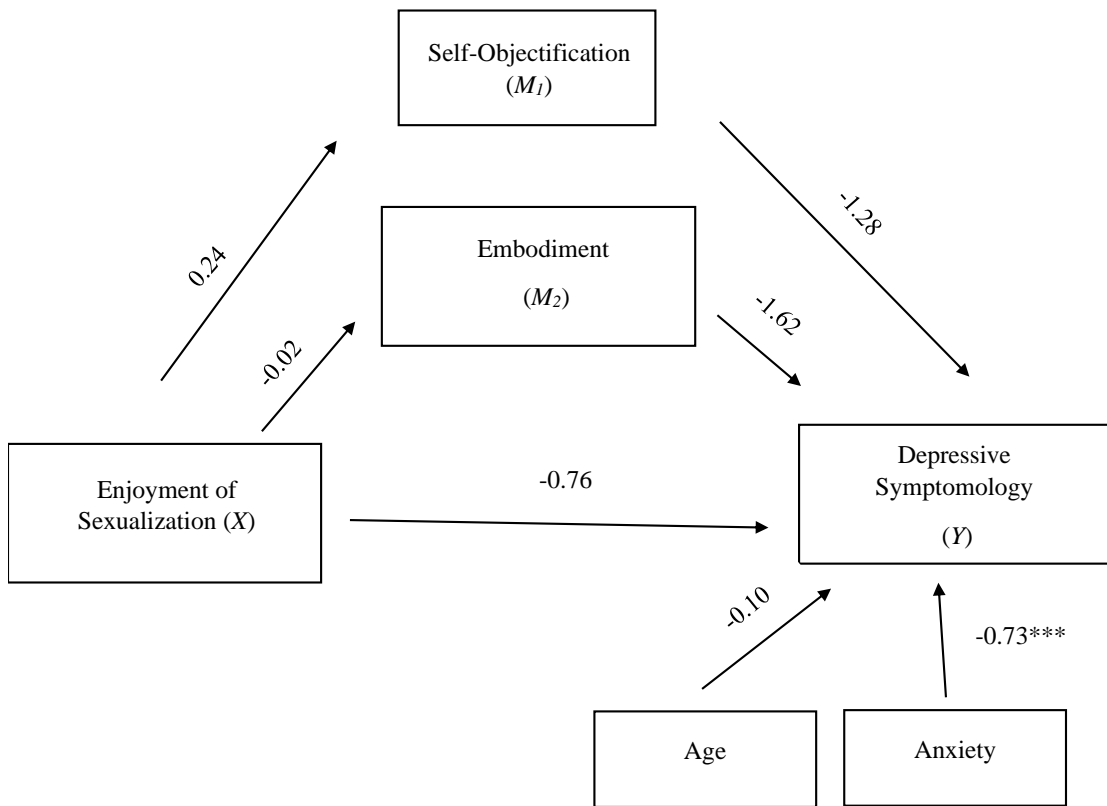 Self-Objectification
(M1)
Embodiment
(M2)
0.24
-0.02
-1.28
-1.62
Enjoyment of
Sexualization (X)
-0.76
Depressive
Symptomology
(Y)
-0.10
-0.73***
Age
Anxiety